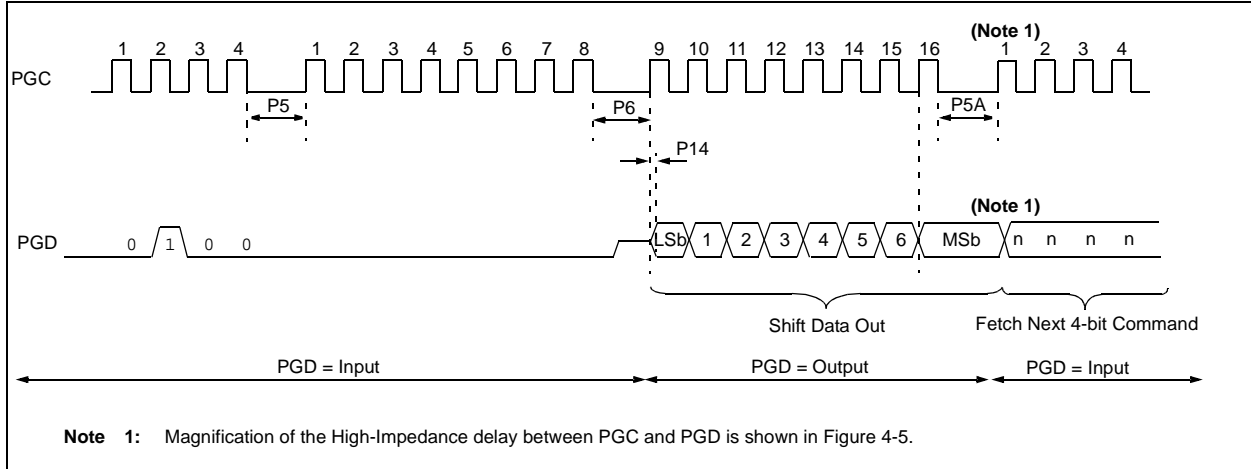 (Note 1)
1 2 3 4 1 2 3 4 5 6 7 8 9 10 11 12 13 14 15 16 1 2 3 4
PGC
P5 P6 P5A
P14
(Note 1)
PGD 0 1 0 0 LSb 1 2 3 4 5 6 MSb n n n n
Shift Data Out Fetch Next 4-bit Command
PGD = Input PGD = Output PGD = Input
Note 1: Magnification of the High-Impedance delay between PGC and PGD is shown in Figure 4-5.